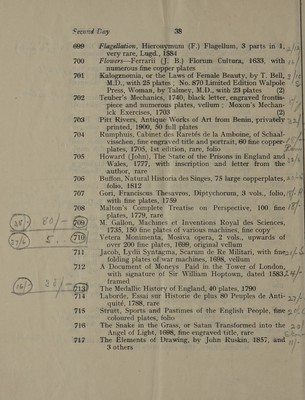 Second Day 38
699 Flagellation, Hieronymum (F.) Flagellum, 3 parts in 1,
very rare, Lugd., 1584
700 Flowers—Ferrarii (J. B.) Florum Cultura, 1633, with
numerous fine copper plates
701 Kalogynomia, or the Laws of Female Beauty, by T. Bell,
M.D., with 25 plates; No. 870 Limited Edition Walpole
Press, Woman, by Talmey, M.D., with 23 plates (2)
702 Teuber's Mechanics, 1740, black letter, engraved frontis-
piece and numerous plates, vellum; Moxon's Mechan-
ick Exercises, 1703 (2)
703 Pitt Rivers, Antique Works of Art from Benin, privately
printed, 1900, 50 full plates
704 Rumphuis, Cabinet des Raretés de la Amboine, of Schaal-
visschen, fine engraved title and portrait, 60 fine copper-
plates, 1705, 1st edition, rare, folio
705 Howard (John), The State of the Prisons in England and
Wales, 1777, with inscription and letter from the
author, rare
706 Buffon, Natural Historia des Singes, 75 large copperplates,
folio, 1812
707 Gori, Franciscus Thesavros, Diptychorum, 3 vols., folio,
with fine plates, 1759
708 Malton's Complete Treatise on Perspective, 100 fine
plates, 1779, rare
709 M. Gallon, Machines et Inventions Royal des Sciences,
1735, 150 fine plates of various machines, fine copy
710 Vetera Monimenta, Mosiva opera, 2 vols., upwards of
over 200 fine plates, 1699, original vellum
711 Jacob, Lydii Syntagma, Scarum de Re Militari, with fine
folding plates of war machines, 1698, vellum
712 A Document of Moneys Paid in the Tower of London,
with signature of Sir William Hoptown, dated 1583,
framed
713 The Medallic History of England, 40 plates, 1790
714 Laborde, Essai sur Historie de plus 80 Peuples de Anti-
quité, 1788, rare
715 Strutt, Sports and Pastimes of the English People, fine
coloured plates, folio
716 The Snake in the Grass, or Satan Transformed into the
Angel of Light, 1698, fine engraved title, rare
717 The Elements of Drawing, by John Ruskin, 1857, and
3 others